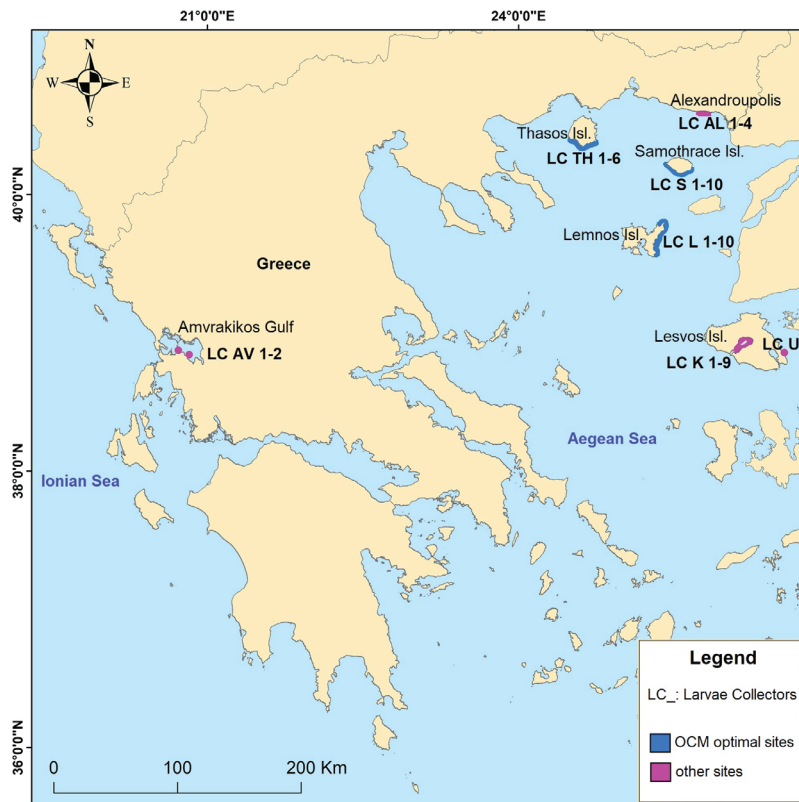 21°0'0"E
24°0'0"E
N
W
E
S
Alexandroupolis
LC AL 1-4
Thasos Isl.
LC TH 1-6
Samothrace Isl.
LC S 1-10
40°0'0"N
Lemnos Isl.
LC L 1-10
Greece
Amvrakikos Gulf
LC AV 1-2
Lesvos Isl.
LC U
LC K 1-9
Aegean Sea
38°0'0"N
Ionian Sea
Legend
LC_: Larvae Collectors
OCM optimal sites
other sites
36°0'0"N
0
100
200 Km